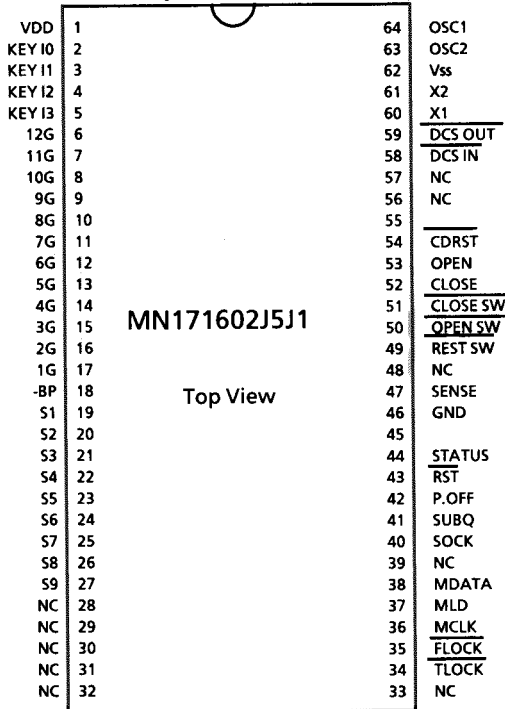 VDD 1 64 OSC1
KEY I0 2 63 OSC2
KEY I1 3 62 Vss
KEY I2 4 61 X2
KEY I3 5 60 X1
12G 6 59 DCS OUT
11G 7 58 DCS IN
10G 8 57 NC
9G 9 56 NC
8G 10 55
7G 11 54 CDRST
6G 12 53 OPEN
5G 13 52 CLOSE
4G 14 51 CLOSE SW
3G 15 MN171602J5J1 50 OPEN SW
2G 16 49 REST SW
1G 17 48 NC
-BP 18 Top View 47 SENSE
S1 19 46 GND
S2 20 45
S3 21 44 STATUS
S4 22 43 RST
S5 23 42 P.OFF
S6 24 41 SUBQ
S7 25 40 SOCK
S8 26 39 NC
S9 27 38 MDATA
NC 28 37 MLD
NC 29 36 MCLK
NC 30 35 FLOCK
NC 31 34 TLOCK
NC 32 33 NC